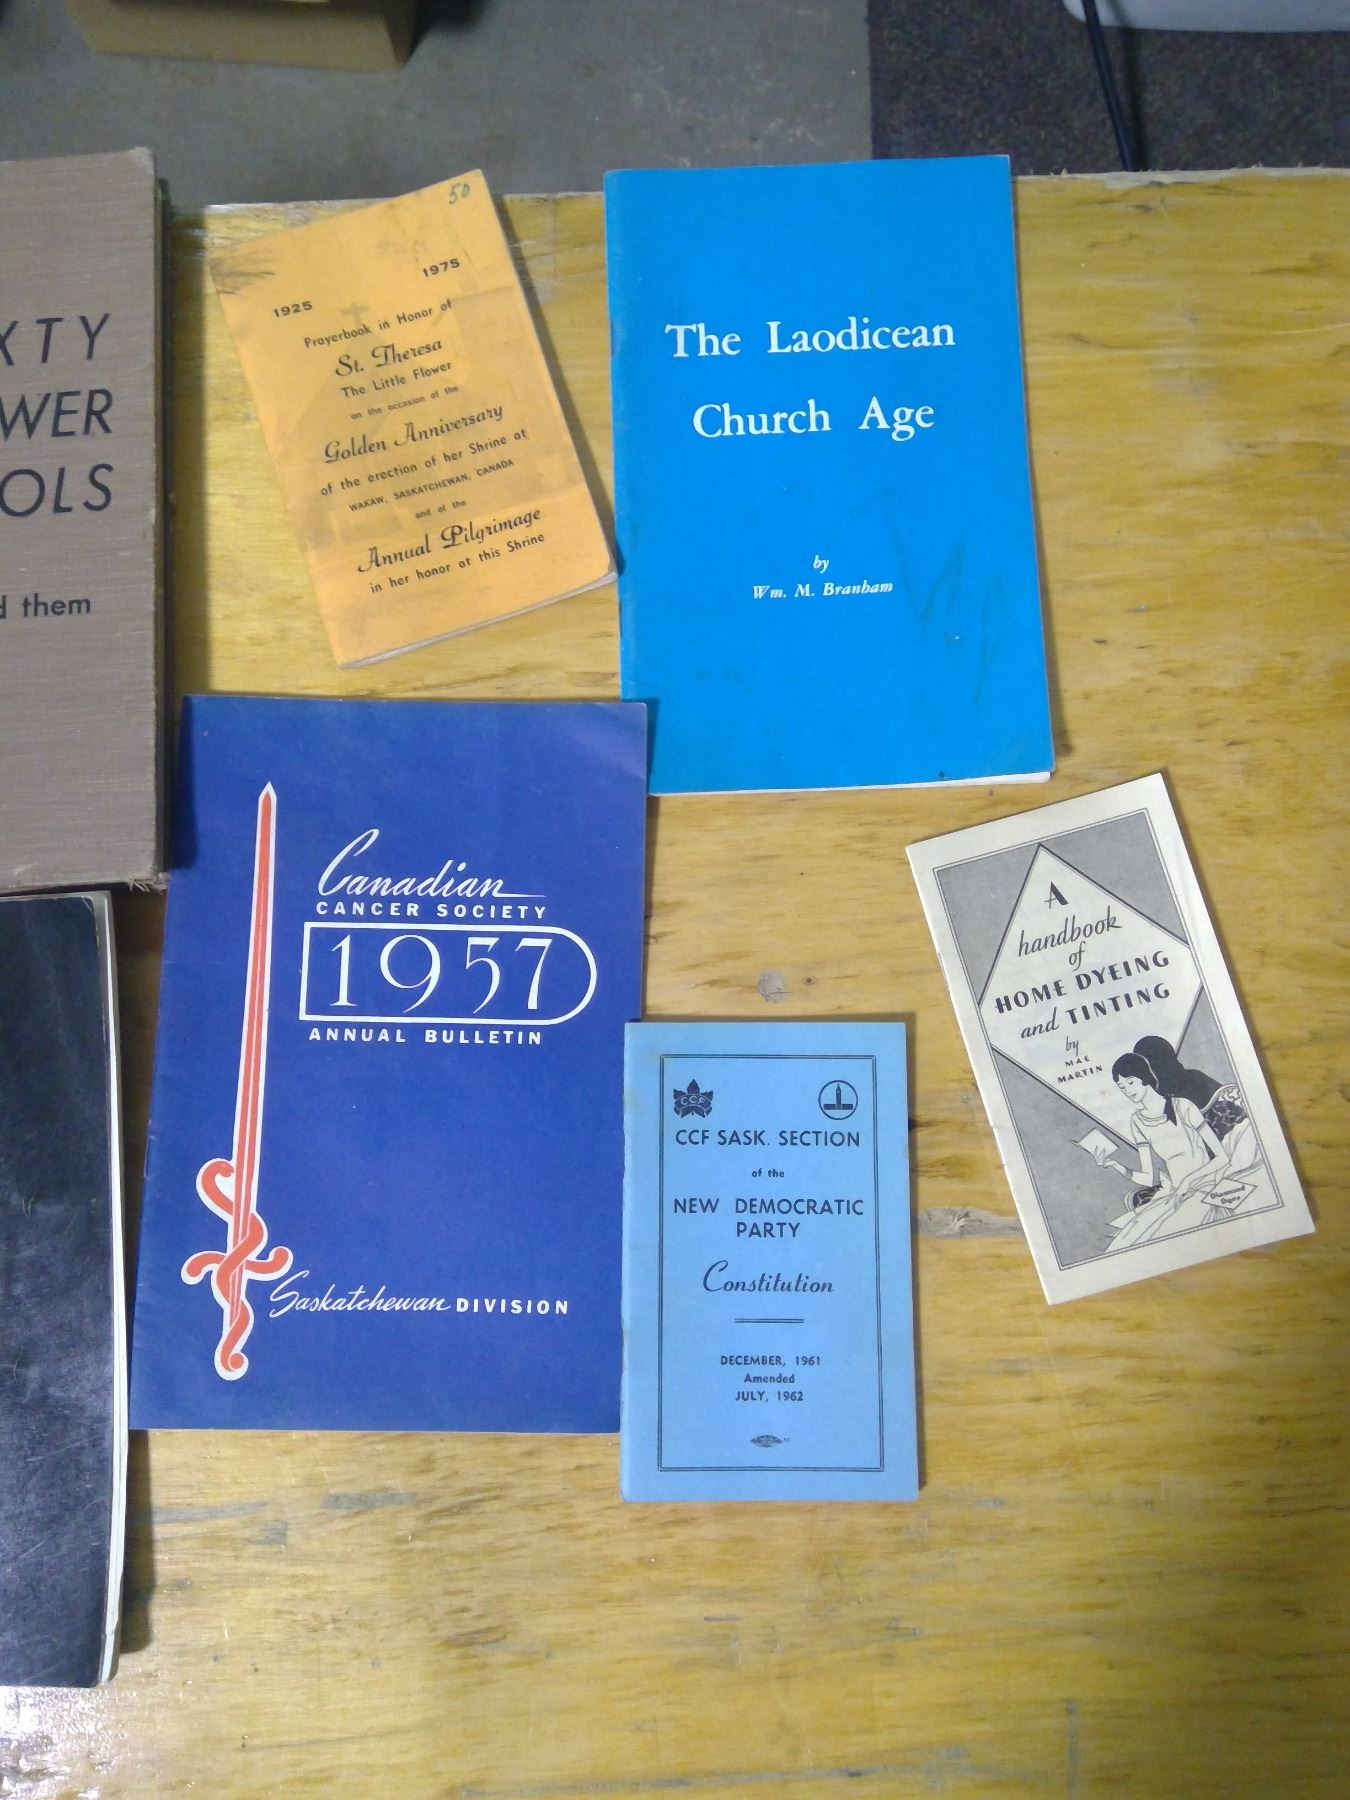 XTY
WER
OLS
d them
50
1925
1975
Prayerbook in Honor of
St. Theresa
The Little Flower
on the occasion of the
Golden Anniversary
of the erection of her Shrine at
WAKAW, SASKATCHEWAN, CANADA
and of the
Annual Pilgrimage
in her honor at this Shrine
The Laodicean
Church Age
by
Wm. M. Branham
Canadian
CANCER SOCIETY
1957
ANNUAL BULLETIN
Saskatchewan DIVISION
CCF
CCF SASK. SECTION
of the
NEW DEMOCRATIC
PARTY
Constitution
DECEMBER, 1961
Amended
JULY, 1962
A
handbook
of
HOME DYEING
and TINTING
by
MAE
MARTIN
Diamond
Dyes